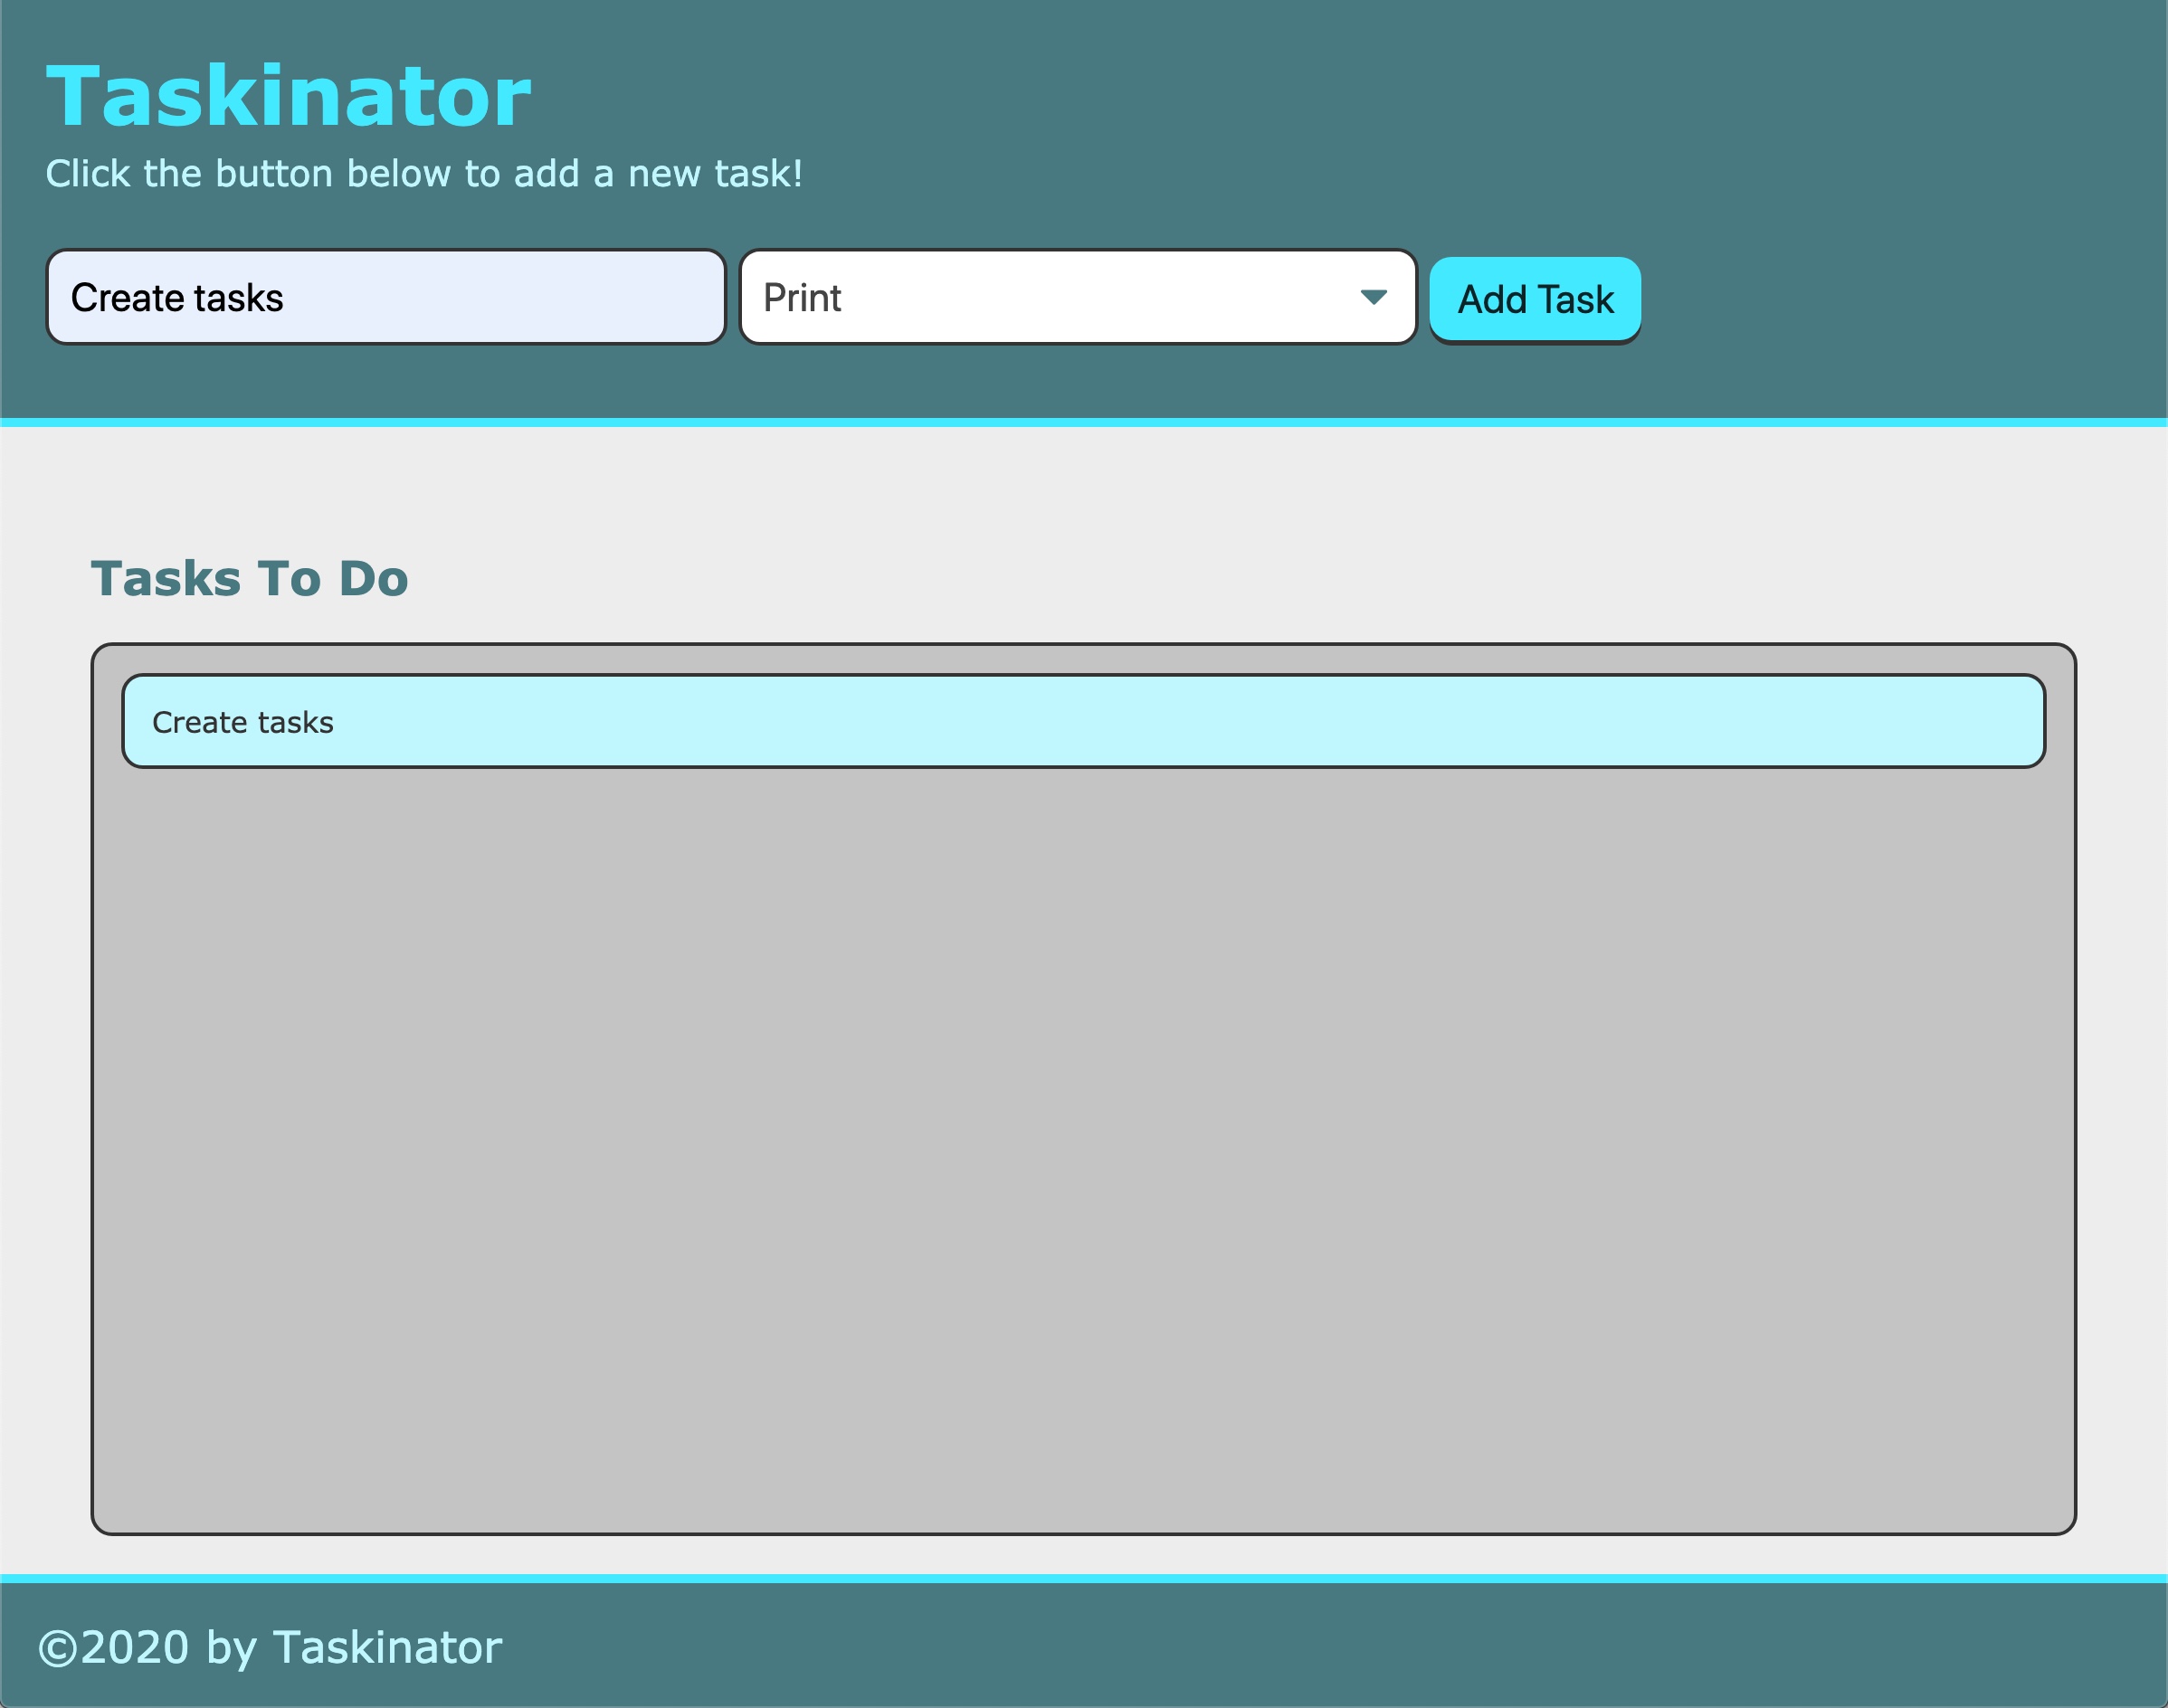 Taskinator
Click the button below to add a new task!
Create tasks
Print
Add Task
Tasks To Do
Create tasks
©2020 by Taskinator